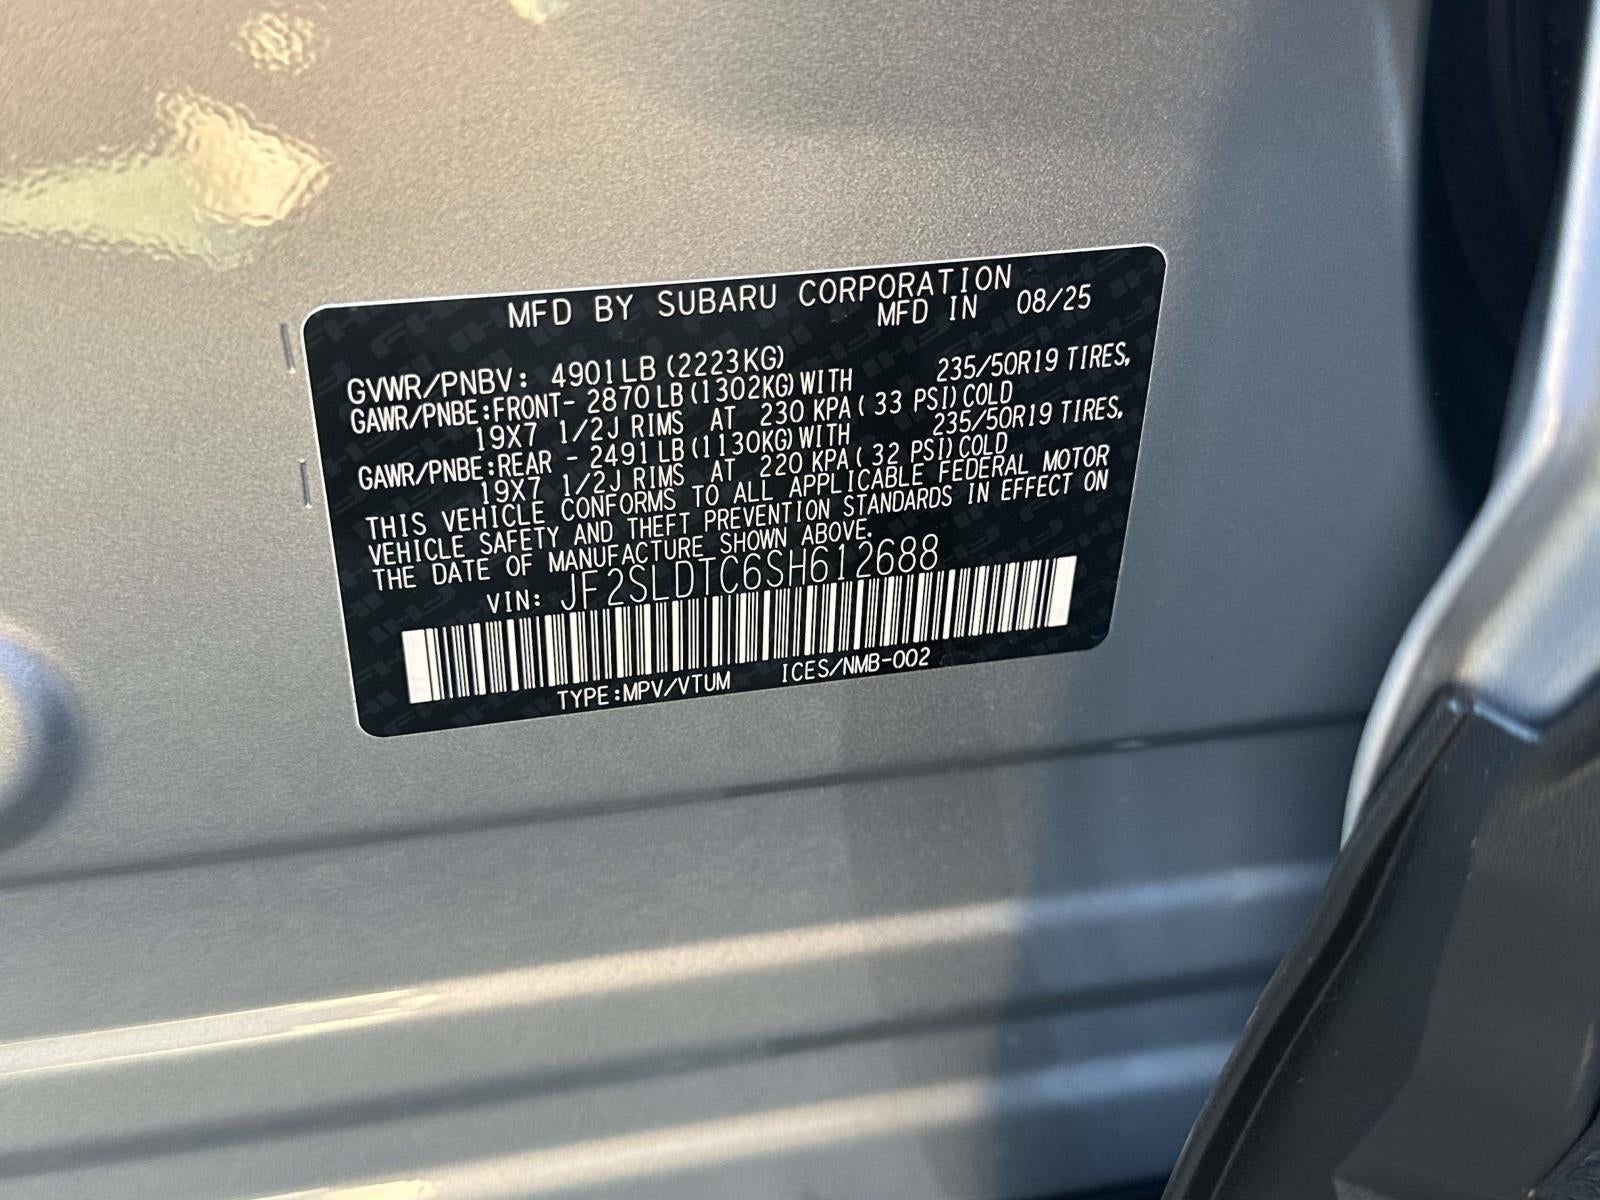 MFD BY SUBARU CORPORATION
MFD IN 08/25
GVWR/PNBV: 4901LB (2223KG)
GAWR/PNBE:FRONT- 2870LB (1302KG)WITH 235/50R19 TIRES,
19X7 1/2J RIMS AT 230 KPA( 33 PSI)COLD
GAWR/PNBE:REAR - 2491LB (1130KG)WITH 235/50R19 TIRES,
19X7 1/2J RIMS AT 220 KPA( 32 PSI)COLD
THIS VEHICLE CONFORMS TO ALL APPLICABLE FEDERAL MOTOR
VEHICLE SAFETY AND THEFT PREVENTION STANDARDS IN EFFECT ON
THE DATE OF MANUFACTURE SHOWN ABOVE.
VIN: JF2SLDTC6SH612688
TYPE:MPV/VTUM ICES/NMB-002